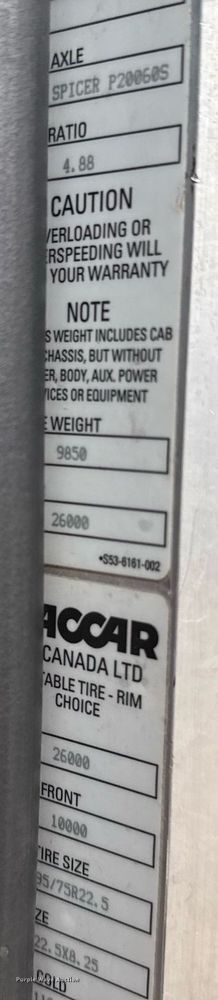 AXLE
SPICER P20060S
RATIO
4.88
CAUTION
VERLOADING OR
ERSPEEDING WILL
YOUR WARRANTY
NOTE
S WEIGHT INCLUDES CAB
CHASSIS, BUT WITHOUT
ER, BODY, AUX. POWER
ICES OR EQUIPMENT
E WEIGHT
9850
26000
•S53-6161-002
ACCAR
CANADA LTD
TABLE TIRE - RIM
CHOICE
26000
FRONT
10000
TIRE SIZE
95/75R22.5
ZE
22.5X8.25
COLD
Purple Wave Auction